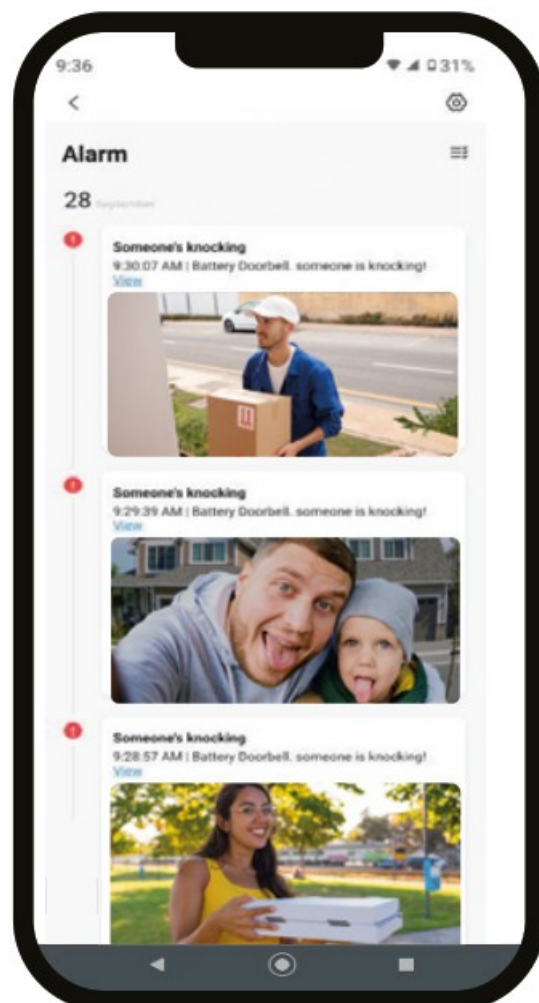 9:36
31%
Alarm
28 September
Someone's knocking
9:30:07 AM | Battery Doorbell. someone is knocking!
View
Someone's knocking
9:29:39 AM | Battery Doorbell. someone is knocking!
View
Someone's knocking
9:28:57 AM | Battery Doorbell. someone is knocking!
View